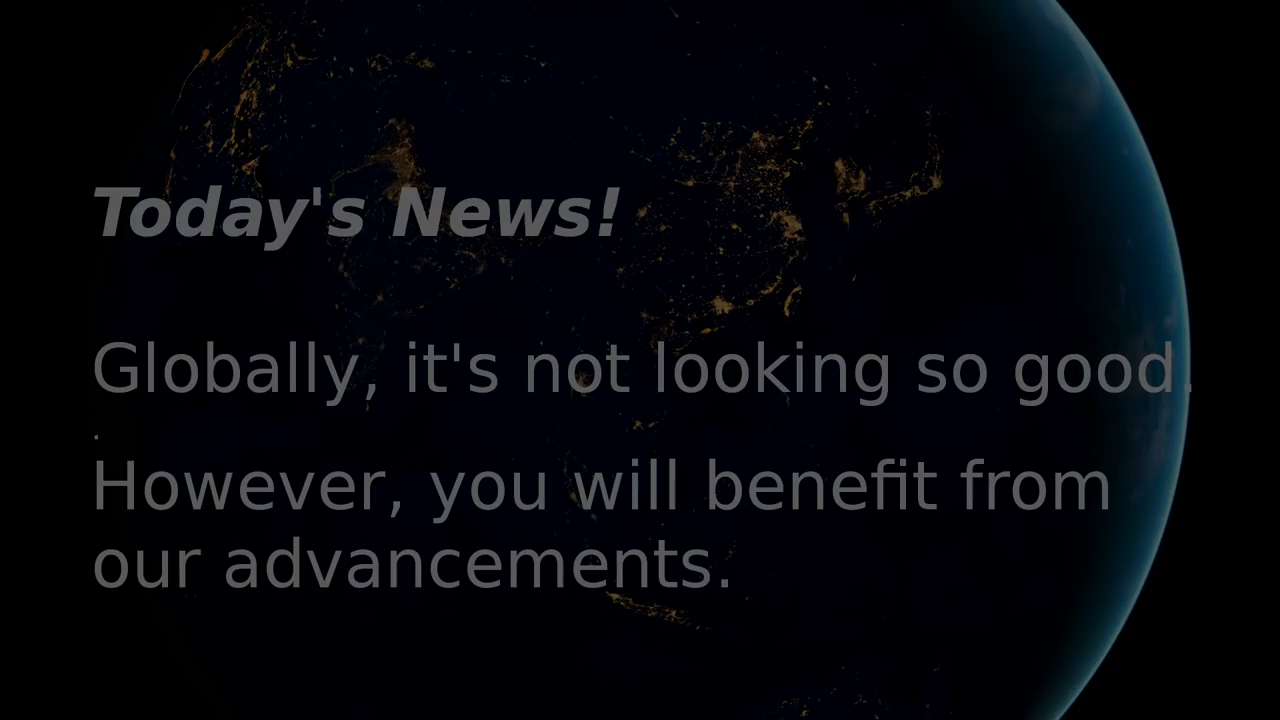 Today's News!
Globally, it's not looking so good.
.
However, you will benefit from
our advancements.